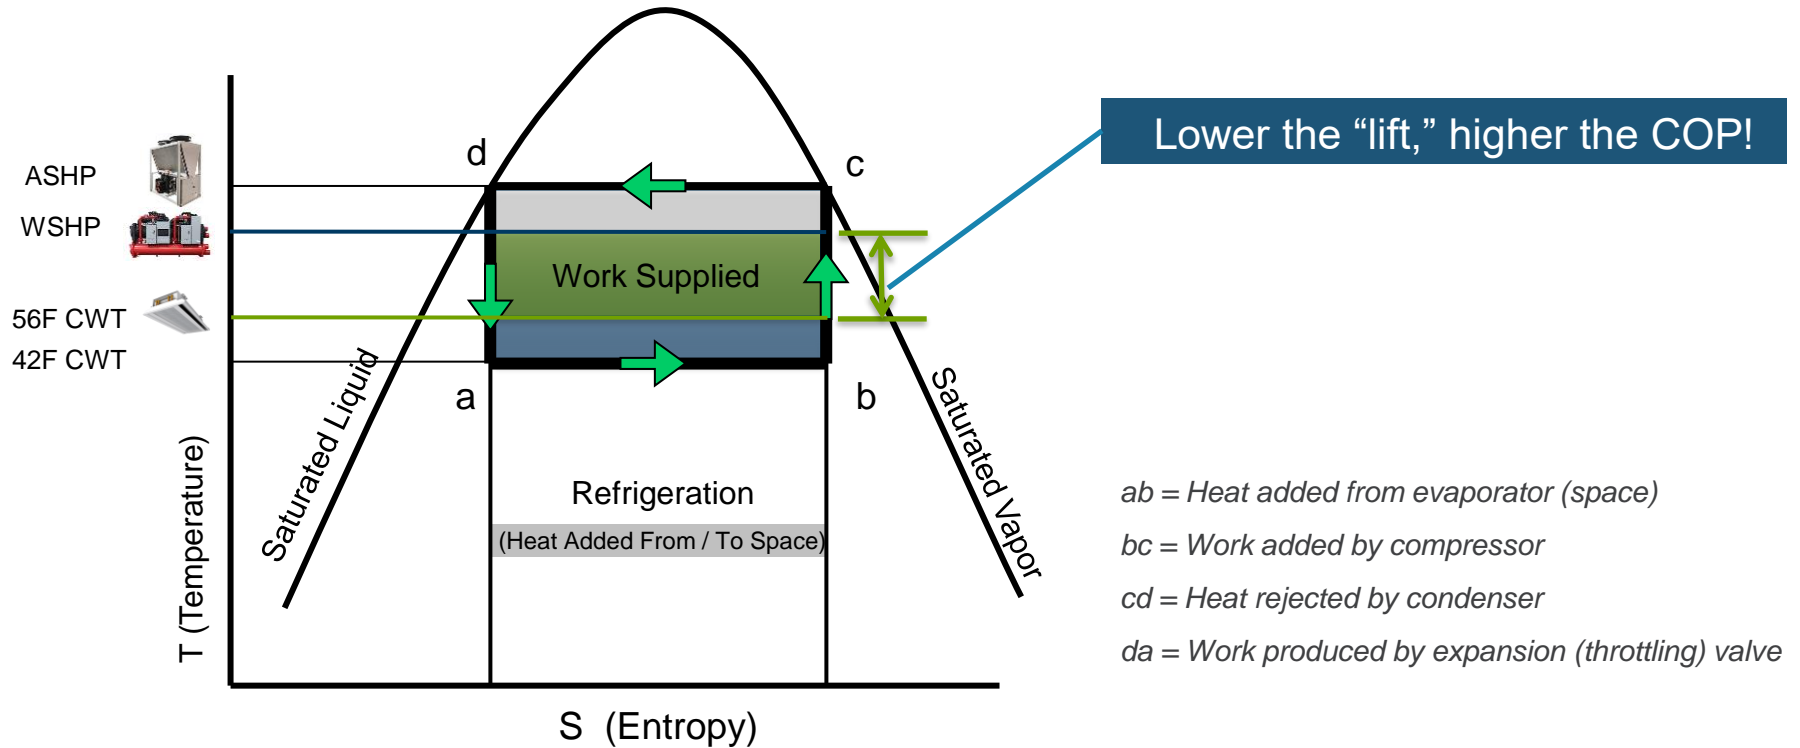 Lower the “lift,” higher the COP!
d
c
ASHP
WSHP
Work Supplied
56F CWT
42F CWT
a
b
Saturated Liquid
Saturated Vapor
T (Temperature)
Refrigeration
(Heat Added From / To Space)
ab = Heat added from evaporator (space)
bc = Work added by compressor
cd = Heat rejected by condenser
da = Work produced by expansion (throttling) valve
S (Entropy)